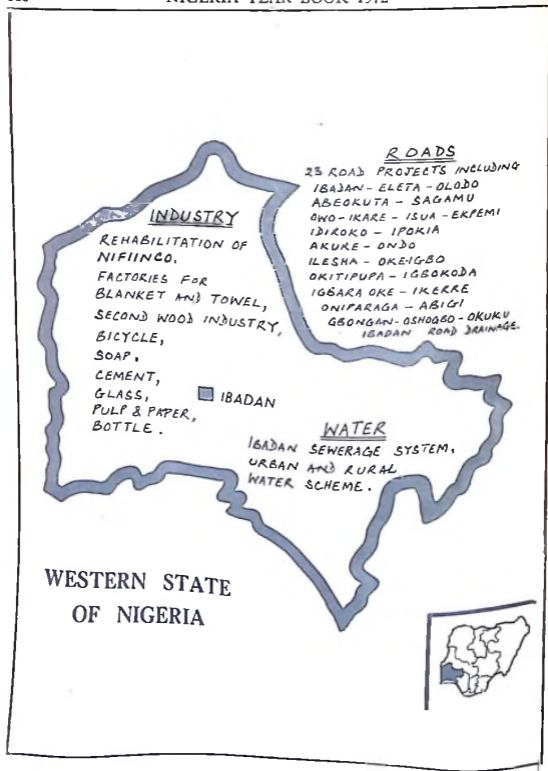 NIGERIA YEAR BOOK 1972
ROADS
23 ROAD PROJECTS INCLUDING
IBADAN - ELETA - OLODO
ABEOKUTA - SAGAMU
OWO - IKARE - ISUA - EKPEMI
IDIROKO - IPOKIA
AKURE - ONDO
ILESHA - OKE-IGBO
OKITIPUPA - IGBOKODA
IGBARA OKE - IKERRE
ONIPARAGA - ABIGI
GBONGAN-OSHOGBO-OKUKU
IBADAN ROAD DRAINAGE.
INDUSTRY
REHABILITATION OF
NIFIINCO,
FACTORIES FOR
BLANKET AND TOWEL,
SECOND WOOD INDUSTRY,
BICYCLE,
SOAP,
CEMENT,
GLASS,
PULP & PAPER,
BOTTLE.
IBADAN
WATER
IBADAN SEWERAGE SYSTEM,
URBAN AND RURAL
WATER SCHEME.
WESTERN STATE
OF NIGERIA